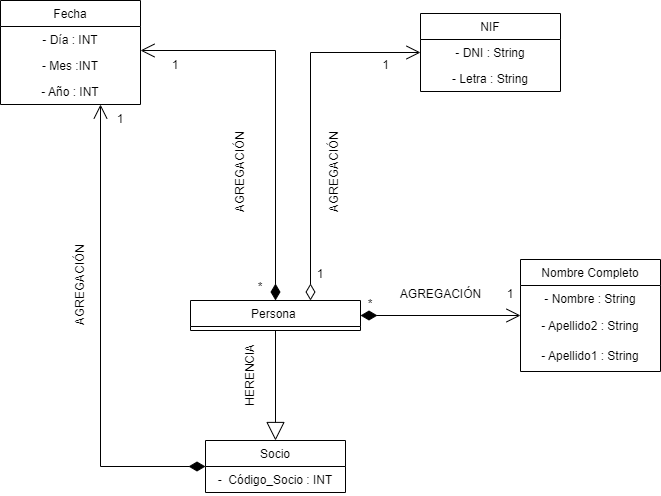 Fecha
- Día : INT
- Mes :INT
- Año : INT
1
1
AGREGACIÓN
AGREGACIÓN
*
NIF
- DNI : String
- Letra : String
1
AGREGACIÓN
1
Persona
*
AGREGACIÓN
1
Nombre Completo
- Nombre : String
- Apellido2 : String
- Apellido1 : String
HERENCIA
Socio
- Código_Socio : INT